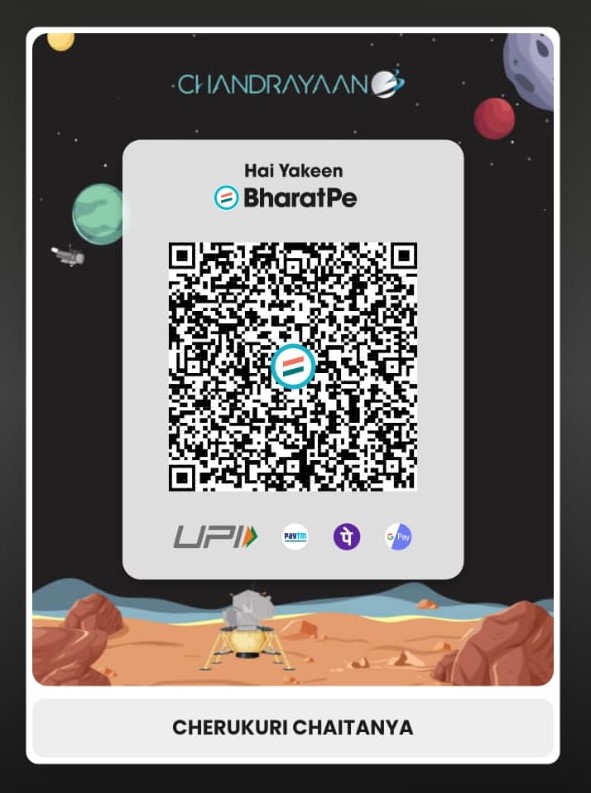 CHANDRAYAAN
Hai Yakeen
BharatPe
UPI
Paytm
पे
G Pay
CHERUKURI CHAITANYA